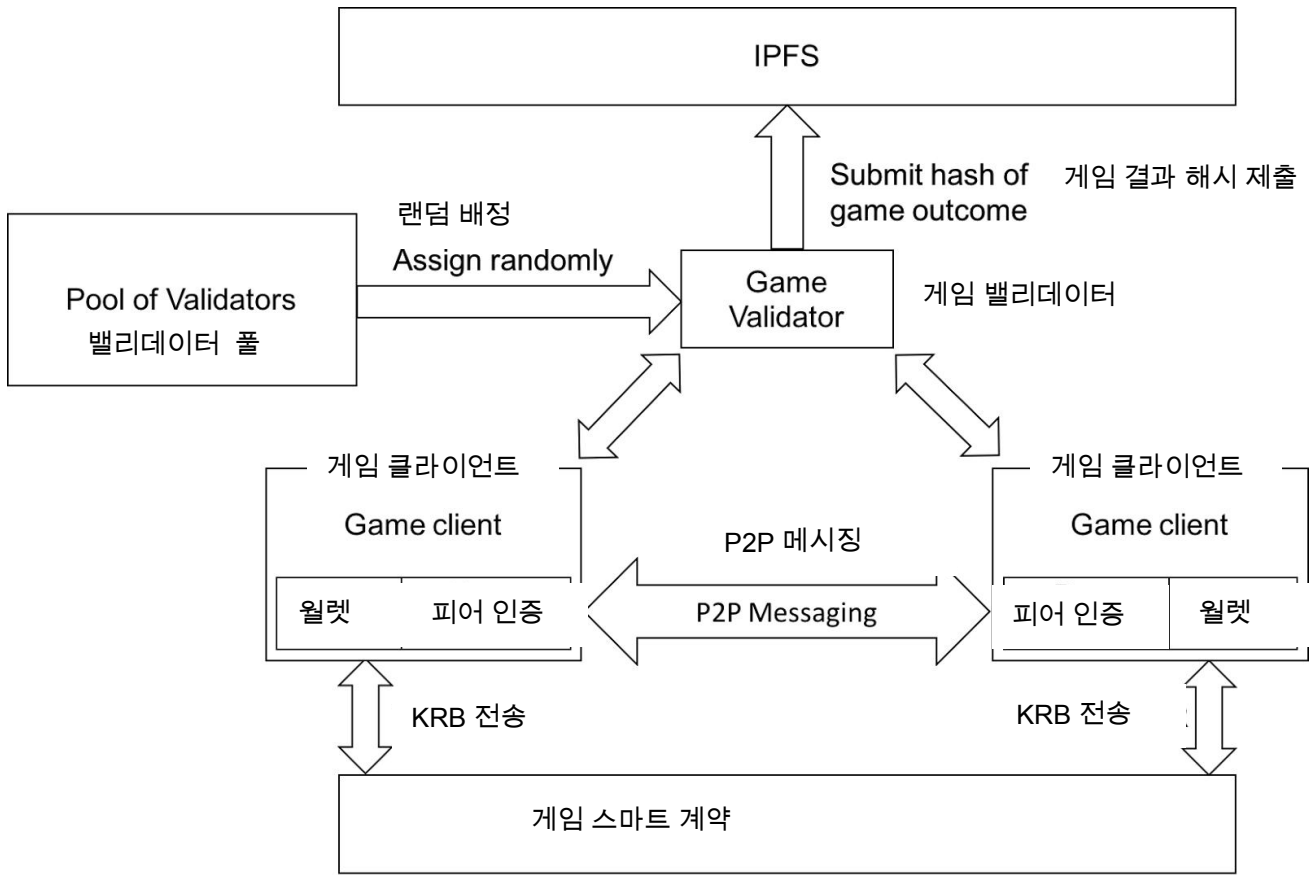 IPFS
Submit hash of
game outcome
게임 결과 해시 제출
랜덤 배정
Assign randomly
Pool of Validators
밸리데이터 풀
Game
Validator
게임 밸리데이터
게임 클라이언트
Game client
월렛
피어 인증
P2P 메시징
P2P Messaging
게임 클라이언트
Game client
피어 인증
월렛
KRB 전송
KRB 전송
게임 스마트 계약